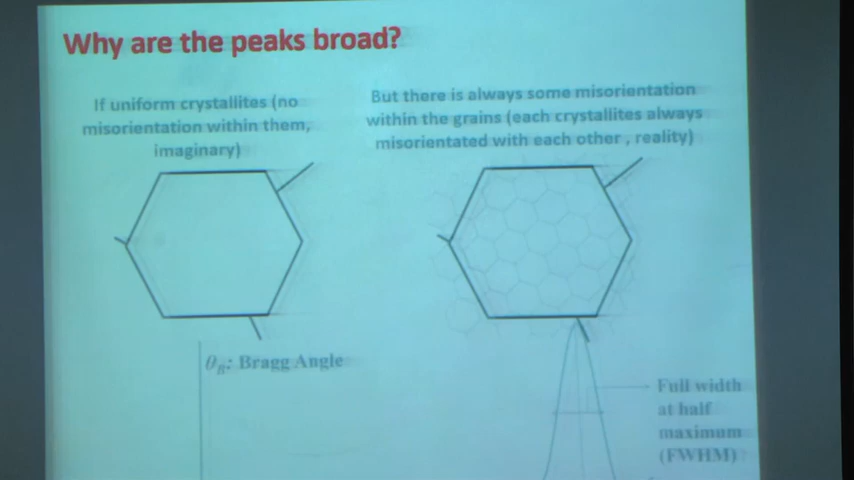 Why are the peaks broad?
If uniform crystallites (no
misorientation within them,
imaginary)
But there is always some misorientation
within the grains (each crystallites always
misorientated with each other , reality)
θB: Bragg Angle
Full width
at half
maximum
(FWHM)